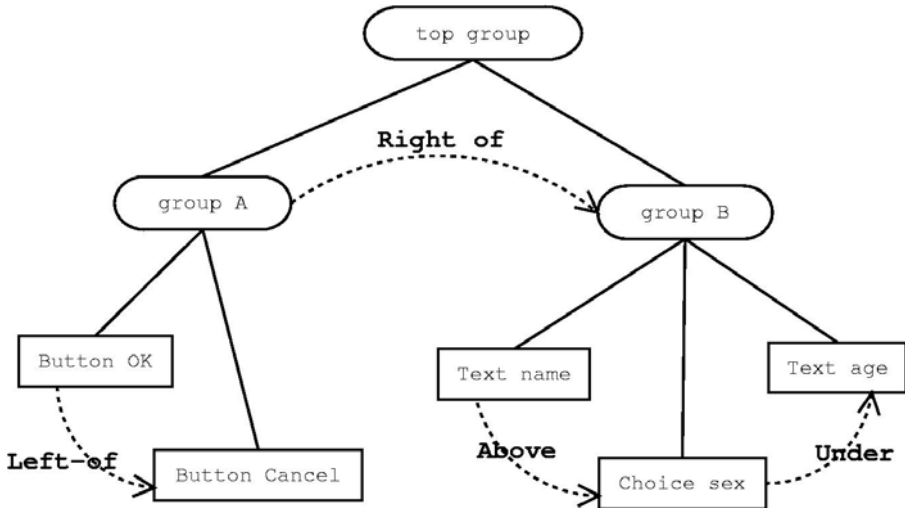 top group
Right of
group A
group B
Button OK
Text name
Text age
Left-of
Above
Under
Button Cancel
Choice sex